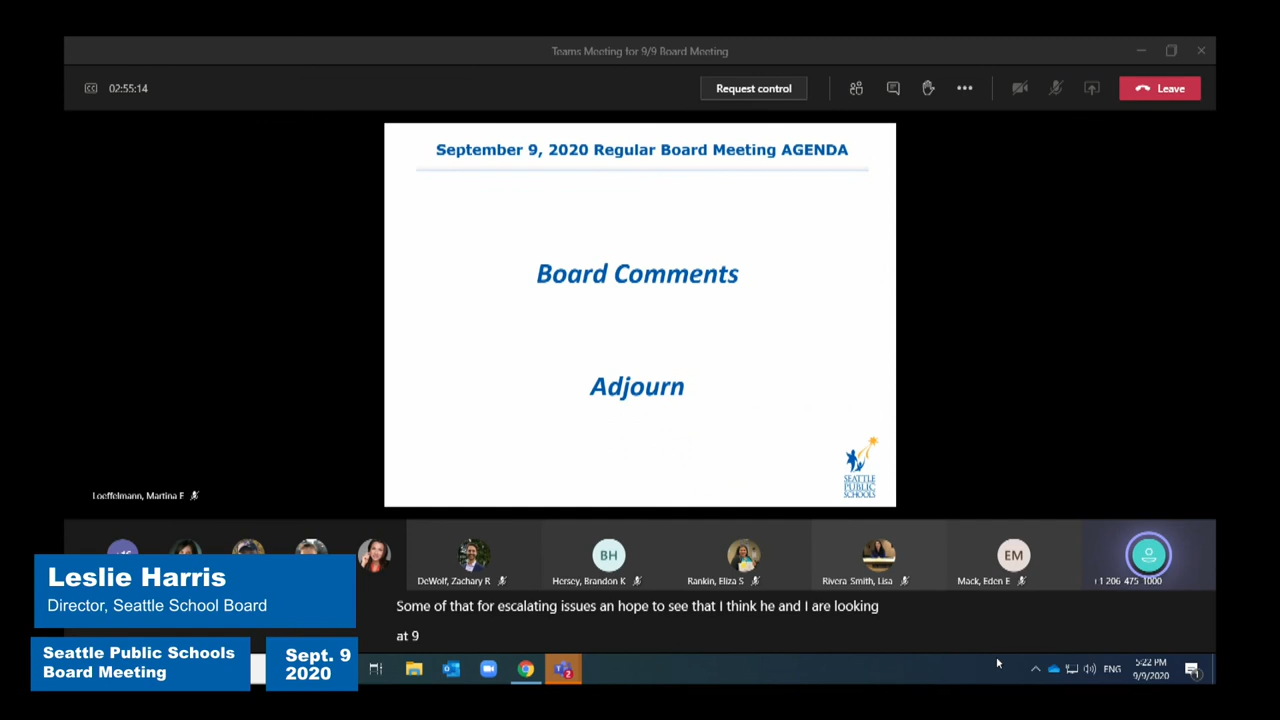 Teams Meeting for 9/9 Board Meeting
02:55:14
Request control
Leave
September 9, 2020 Regular Board Meeting AGENDA
Board Comments
Adjourn
SEATTLE
PUBLIC
SCHOOLS
Loeffelmann, Martina E
BH
EM
DeWolf, Zachary R
Hersey, Brandon K
Rankin, Eliza S
Rivera-Smith, Lisa
Mack, Eden E
+1 206-475-1000
Leslie Harris
Director, Seattle School Board
Some of that for escalating issues an hope to see that I think he and I are looking
at 9
Seattle Public Schools
Board Meeting
Sept. 9
2020
ENG
5:22 PM
9/9/2020